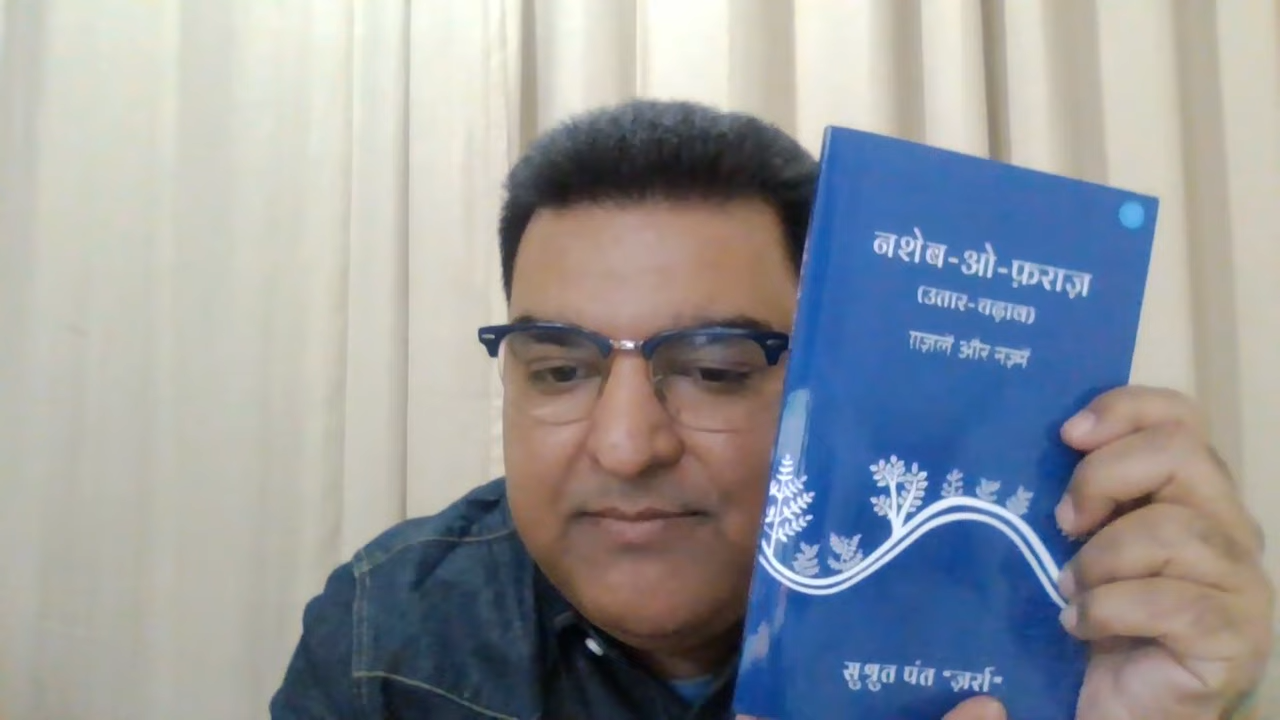 नशेब-ओ-फ़राज़
(उतार-चढ़ाव)
ग़ज़लें और नज़्में
सुश्रुत पंत "ज़र्रा"